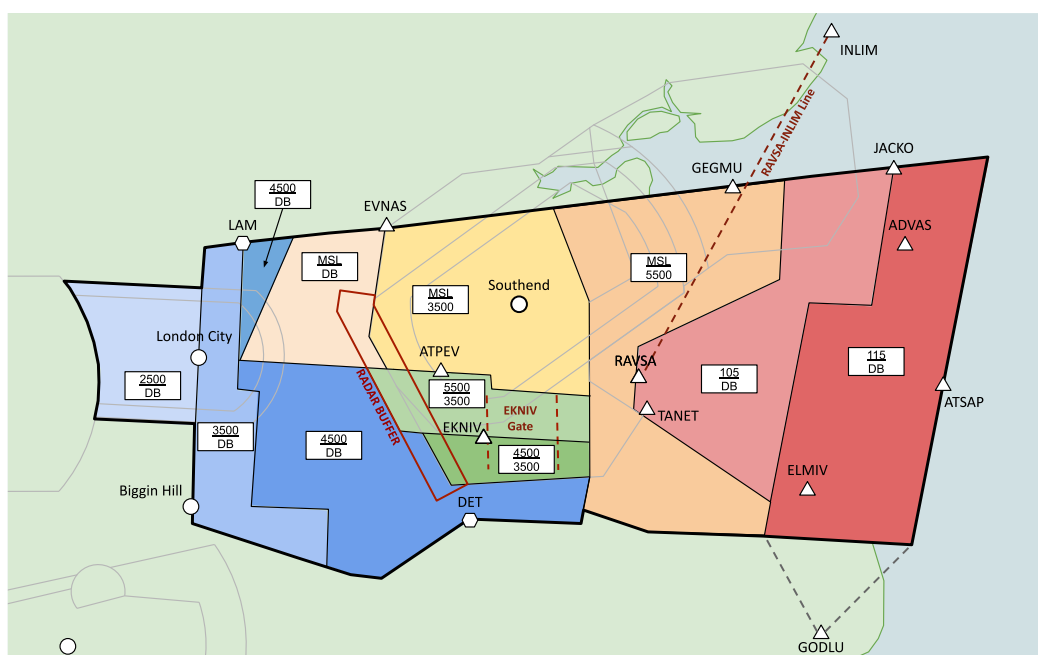 INLIM
RAVSA-INLIM Line
JACKO
GEGMU
4500
DB
EVNAS
LAM
ADVAS
MSL
DB
MSL
5500
MSL
3500
Southend
London City
ATPEV
RAVSA
115
DB
2500
DB
105
DB
5500
3500
RADAR BUFFER
EKNIV
Gate
TANET
ATSAP
3500
DB
4500
DB
EKNIV
4500
3500
ELMIV
Biggin Hill
DET
GODLU